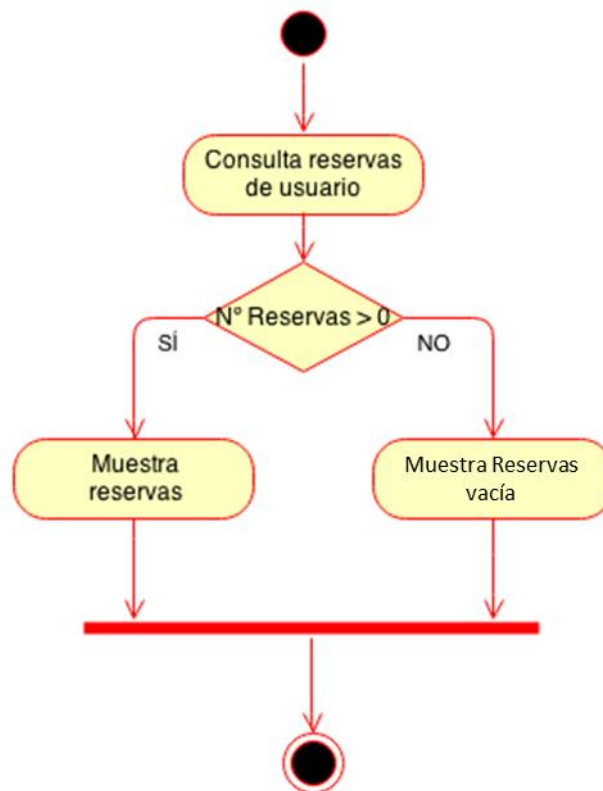 Consulta reservas
de usuario
N° Reservas > 0
SÍ
NO
Muestra
reservas
Muestra Reservas
vacía